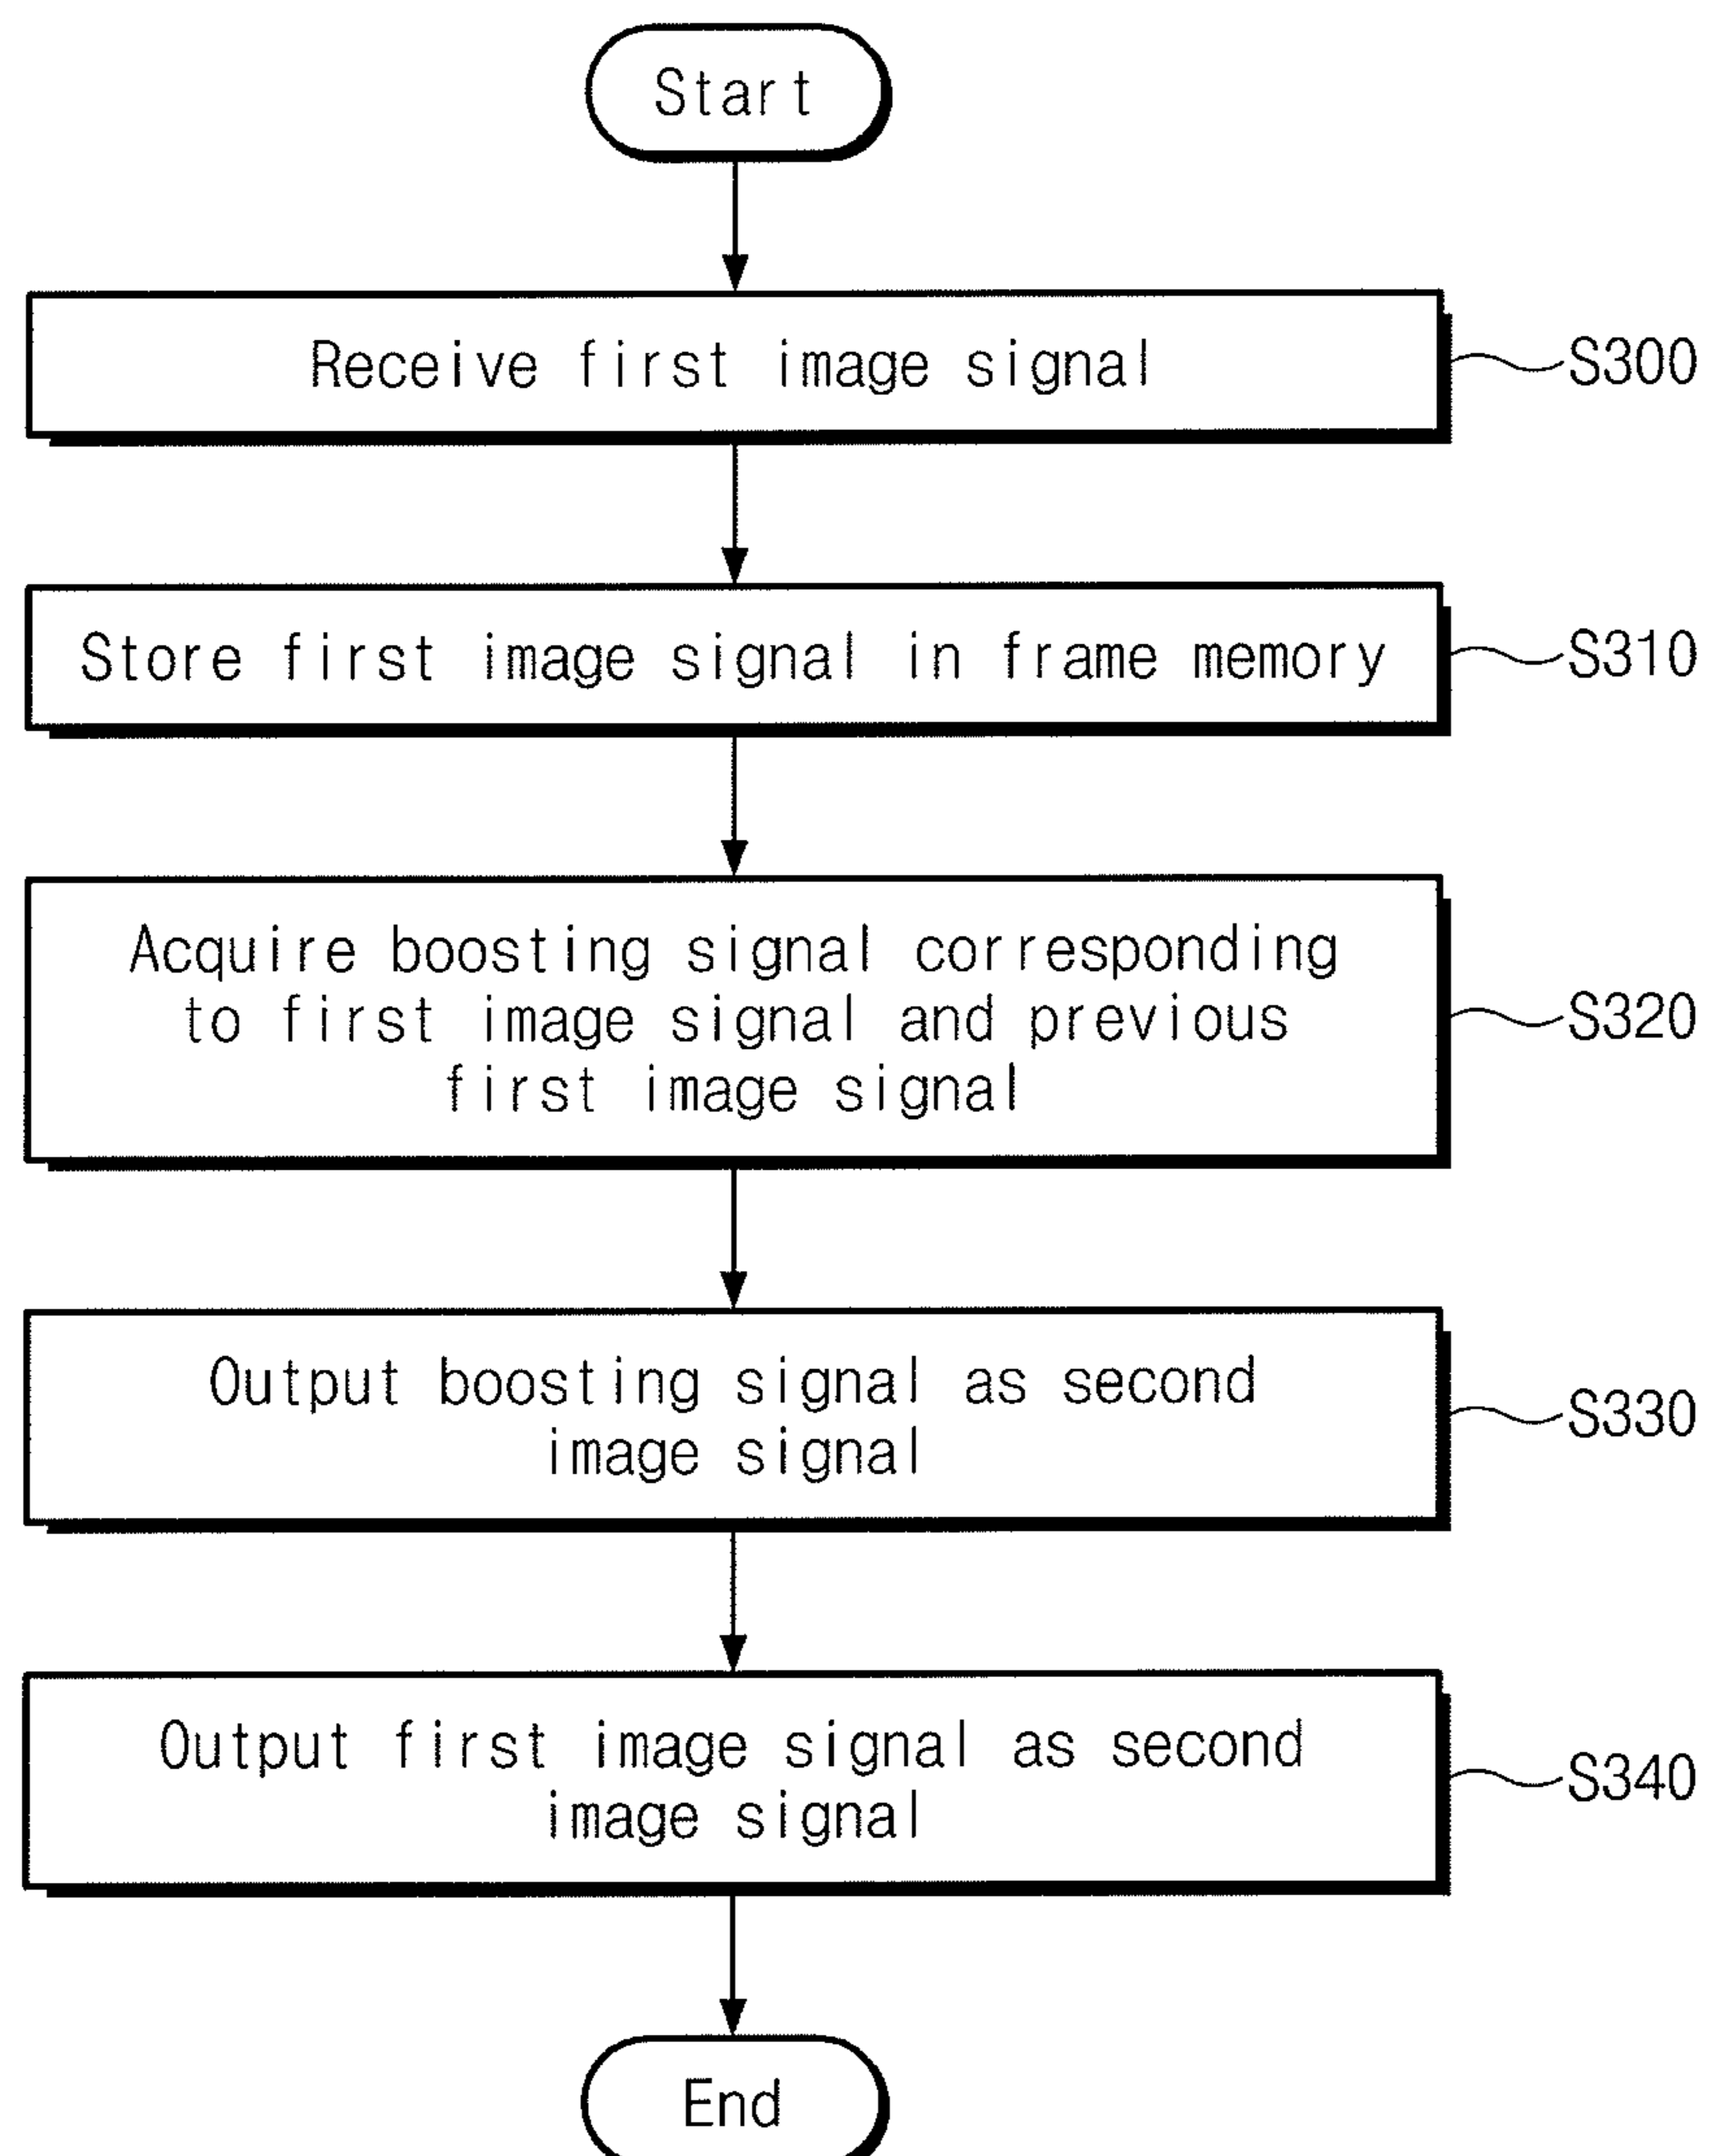 Start
Receive first image signal
S300
Store first image signal in frame memory
S310
Acquire boosting signal corresponding
to first image signal and previous
first image signal
S320
Output boosting signal as second
image signal
S330
Output first image signal as second
image signal
S340
End